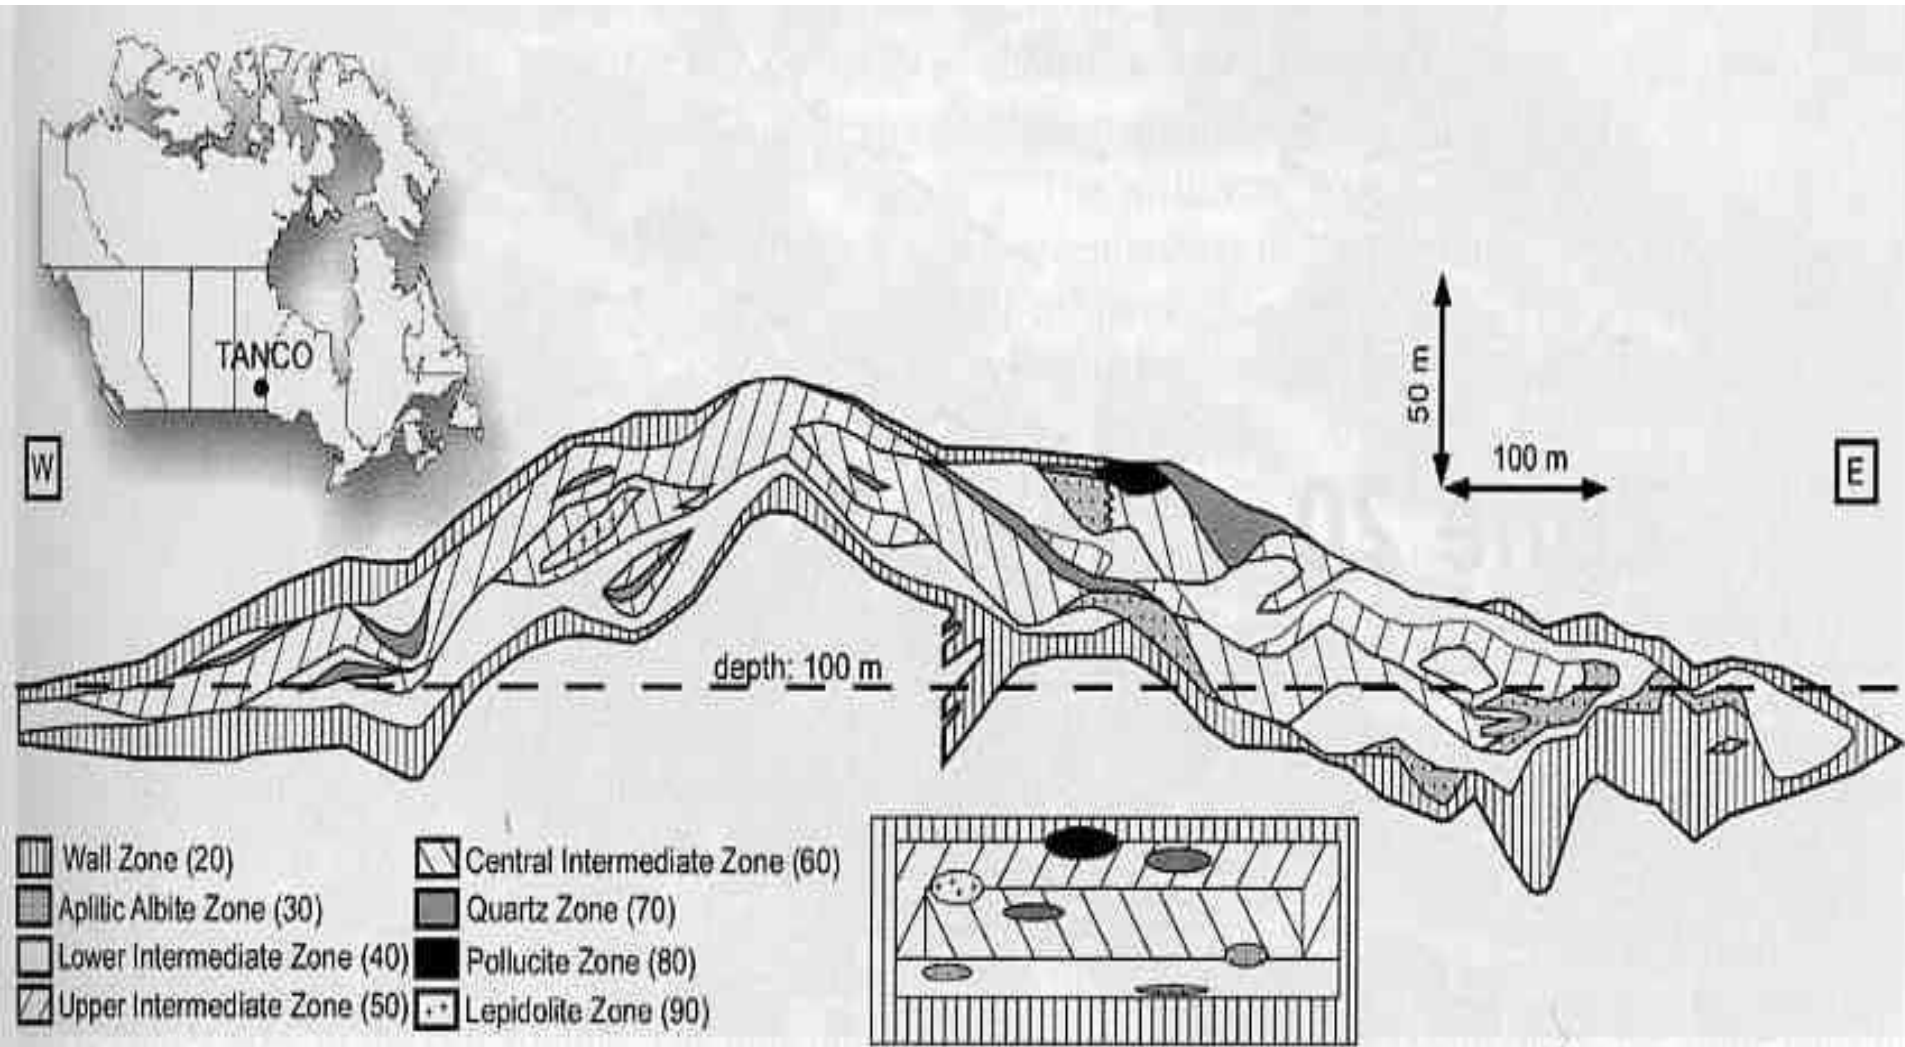 TANCO
W
50 m
100 m
E
depth: 100 m
Wall Zone (20)
Aplitic Albite Zone (30)
Lower Intermediate Zone (40)
Upper Intermediate Zone (50)
Central Intermediate Zone (60)
Quartz Zone (70)
Pollucite Zone (80)
Lepidolite Zone (90)